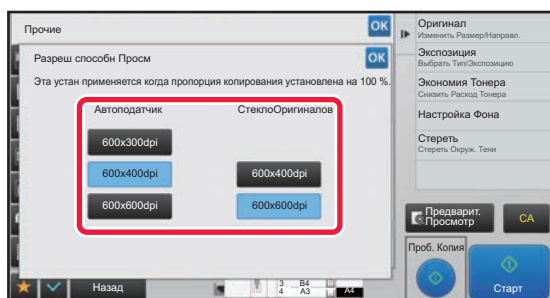 Прочие
OK
Разреш способн Просм
OK
Эта устан применяется когда пропорция копирования установлена на 100 %.
Автоподатчик
СтеклоОригиналов
600x300dpi
600x400dpi
600x400dpi
600x600dpi
600x600dpi
Назад
3 B4
4 A3
A4
Оригинал
Изменить Размер/Направл.
Экспозиция
Выбрать Тип/Экспозицию
Экономия Тонера
Снизить Расход Тонера
Настройка Фона
Стереть
Стереть Окруж. Тени
Предварит.
Просмотр
CA
Проб. Копия
Старт